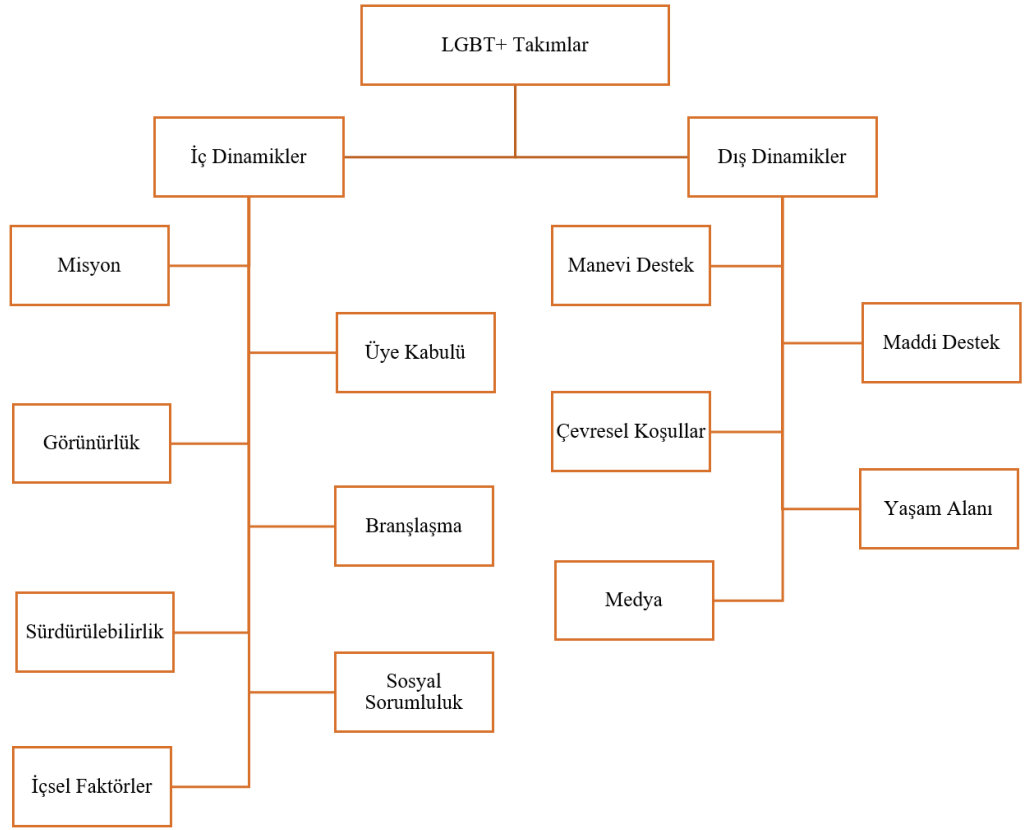 LGBT+ Takımlar
İç Dinamikler
Dış Dinamikler
Misyon
Manevi Destek
Üye Kabulü
Maddi Destek
Görünürlük
Çevresel Koşullar
Branşlaşma
Yaşam Alanı
Sürdürülebilirlik
Medya
Sosyal
Sorumluluk
İçsel Faktörler